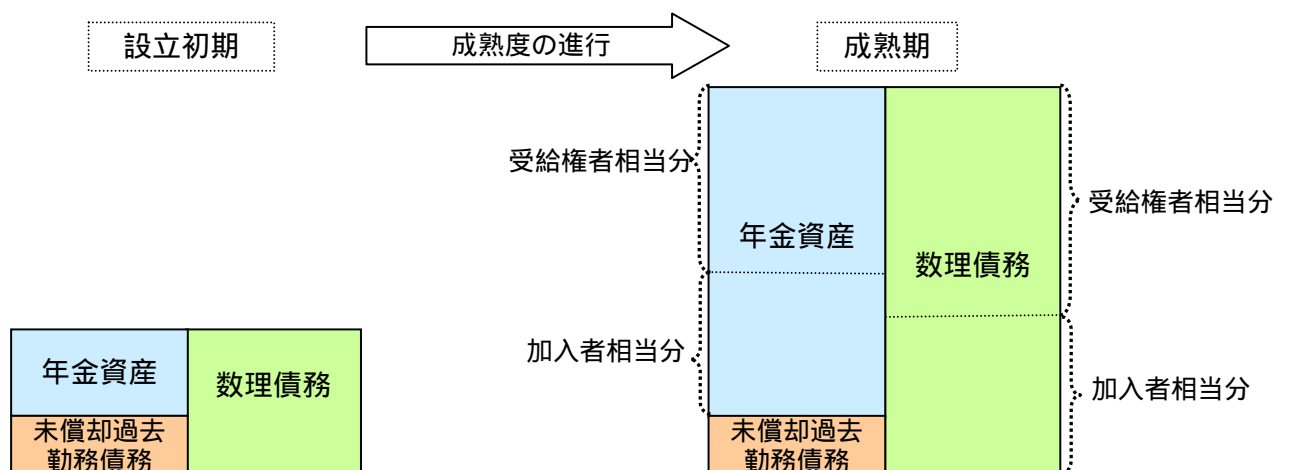 設立初期
成熟度の進行
成熟期
受給権者相当分
受給権者相当分
年金資産
数理債務
加入者相当分
加入者相当分
年金資産
数理債務
未償却過去
勤務債務
未償却過去
勤務債務